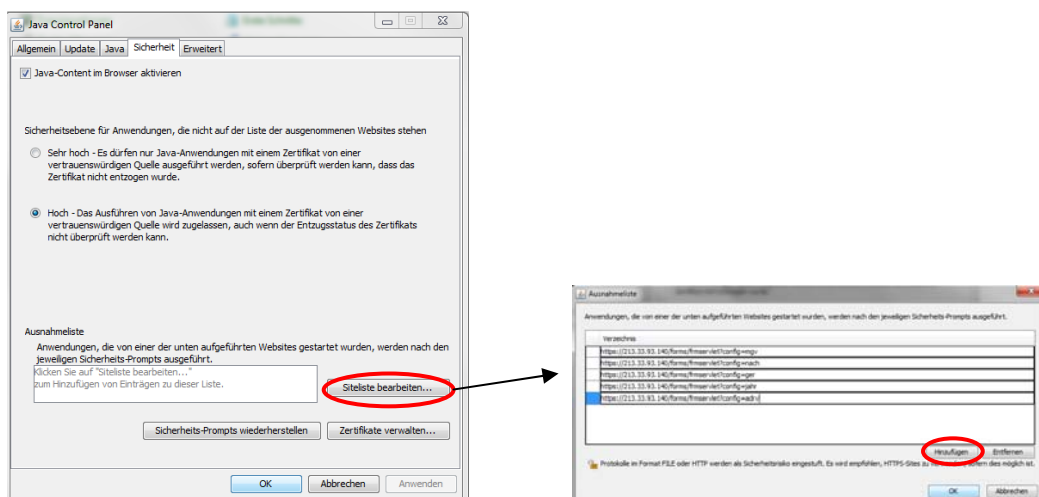 Java Control Panel
Allgemein Update Java Sicherheit Erweitert
Java-Content im Browser aktivieren
Sicherheitsebene für Anwendungen, die nicht auf der Liste der ausgenommenen Websites stehen
Sehr hoch - Es dürfen nur Java-Anwendungen mit einem Zertifikat von einer
vertrauenswürdigen Quelle ausgeführt werden, sofern überprüft werden kann, dass das
Zertifikat nicht entzogen wurde.
Hoch - Das Ausführen von Java-Anwendungen mit einem Zertifikat von einer
vertrauenswürdigen Quelle wird zugelassen, auch wenn der Entzugsstatus des Zertifikats
nicht überprüft werden kann.
Ausnahmeliste
Anwendungen, die von einer der unten aufgeführten Websites gestartet wurden, werden nach den
jeweiligen Sicherheits-Prompts ausgeführt.
Klicken Sie auf "Siteliste bearbeiten..."
zum Hinzufügen von Einträgen zu dieser Liste.
Siteliste bearbeiten...
Sicherheits-Prompts wiederherstellen Zertifikate verwalten...
OK Abbrechen Anwenden
Ausnahmeliste
Anwendungen, die von einer der unten aufgeführten Websites gestartet wurden, werden nach den jeweiligen Sicherheits-Prompts ausgeführt.
Verzeichnis
https://213.33.93.140/forms/frmservlet?config=ngv
https://213.33.93.140/forms/frmservlet?config=nach
https://213.33.93.140/forms/frmservlet?config=ger
https://213.33.93.140/forms/frmservlet?config=jahr
https://213.33.93.140/forms/frmservlet?config=adrv
Hinzufügen Entfernen
Protokolle im Format FILE oder HTTP werden als Sicherheitsrisiko eingestuft. Es wird empfohlen, HTTPS-Sites zu sofern dies möglich ist.
OK Abbrechen